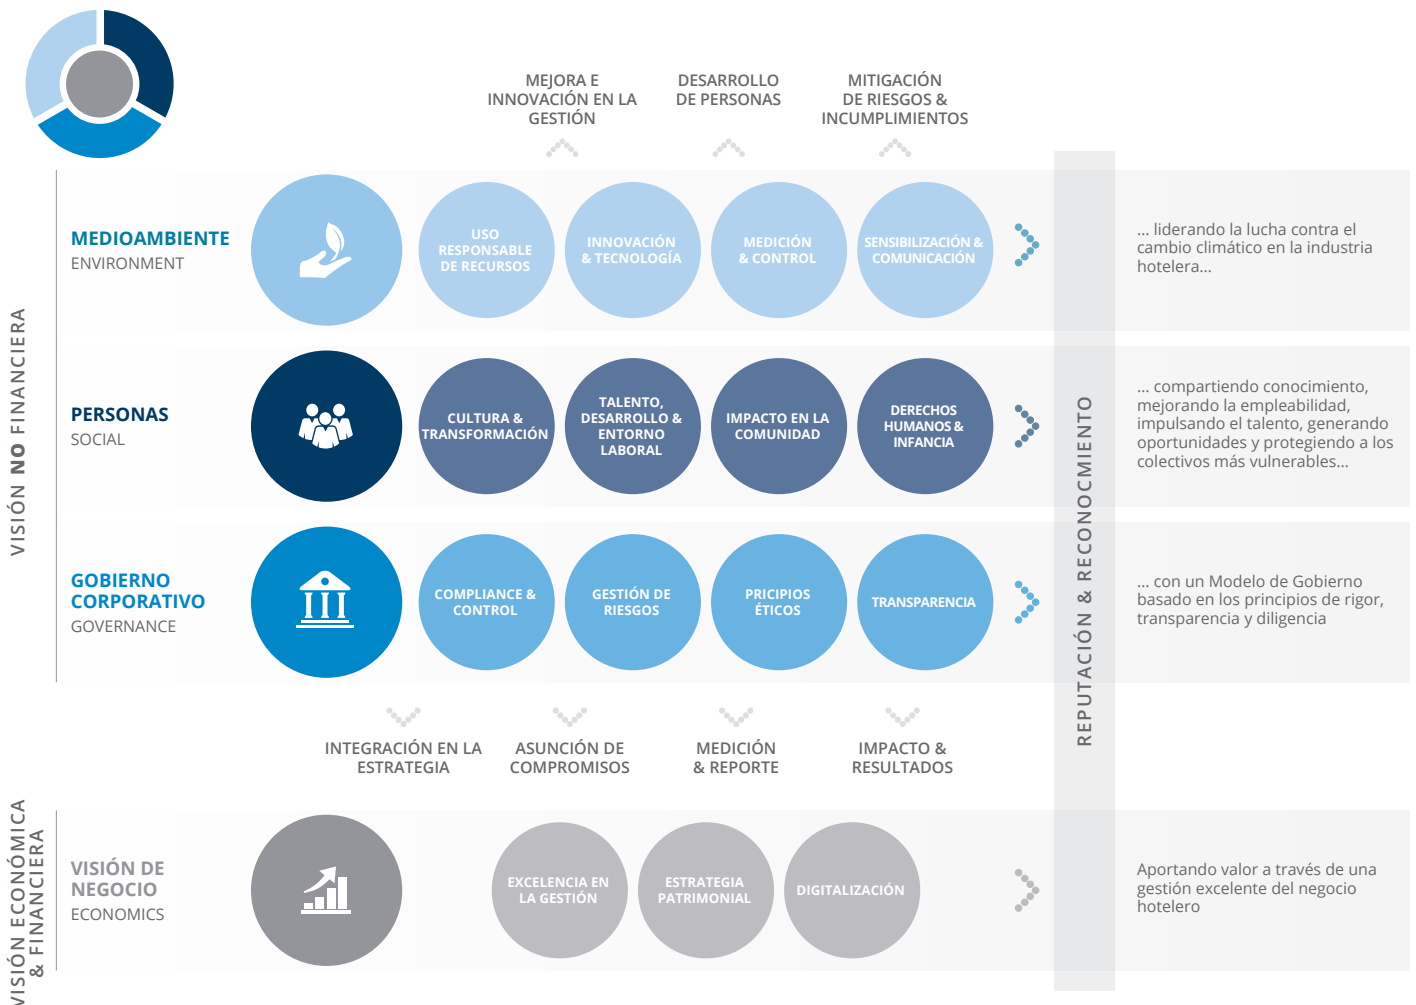 MEJORA E
INNOVACIÓN EN LA
GESTIÓN
DESARROLLO
DE PERSONAS
MITIGACIÓN
DE RIESGOS &
INCUMPLIMIENTOS
VISIÓN NO FINANCIERA
MEDIOAMBIENTE
ENVIRONMENT
USO
RESPONSABLE
DE RECURSOS
INNOVACIÓN
& TECNOLOGÍA
MEDICIÓN
& CONTROL
SENSIBILIZACIÓN &
COMUNICACIÓN
... liderando la lucha contra el
cambio climático en la industria
hotelera...
PERSONAS
SOCIAL
CULTURA &
TRANSFORMACIÓN
TALENTO,
DESARROLLO &
ENTORNO
LABORAL
IMPACTO EN LA
COMUNIDAD
DERECHOS
HUMANOS &
INFANCIA
... compartiendo conocimiento,
mejorando la empleabilidad,
impulsando el talento, generando
oportunidades y protegiendo a los
colectivos más vulnerables...
GOBIERNO
CORPORATIVO
GOVERNANCE
COMPLIANCE &
CONTROL
GESTIÓN DE
RIESGOS
PRICIPIOS
ÉTICOS
TRANSPARENCIA
... con un Modelo de Gobierno
basado en los principios de rigor,
transparencia y diligencia
REPUTACIÓN & RECONOCMIENTO
INTEGRACIÓN EN LA
ESTRATEGIA
ASUNCIÓN DE
COMPROMISOS
MEDICIÓN
& REPORTE
IMPACTO &
RESULTADOS
VISIÓN ECONÓMICA
& FINANCIERA
VISIÓN DE
NEGOCIO
ECONOMICS
EXCELENCIA EN
LA GESTIÓN
ESTRATEGIA
PATRIMONIAL
DIGITALIZACIÓN
Aportando valor a través de una
gestión excelente del negocio
hotelero